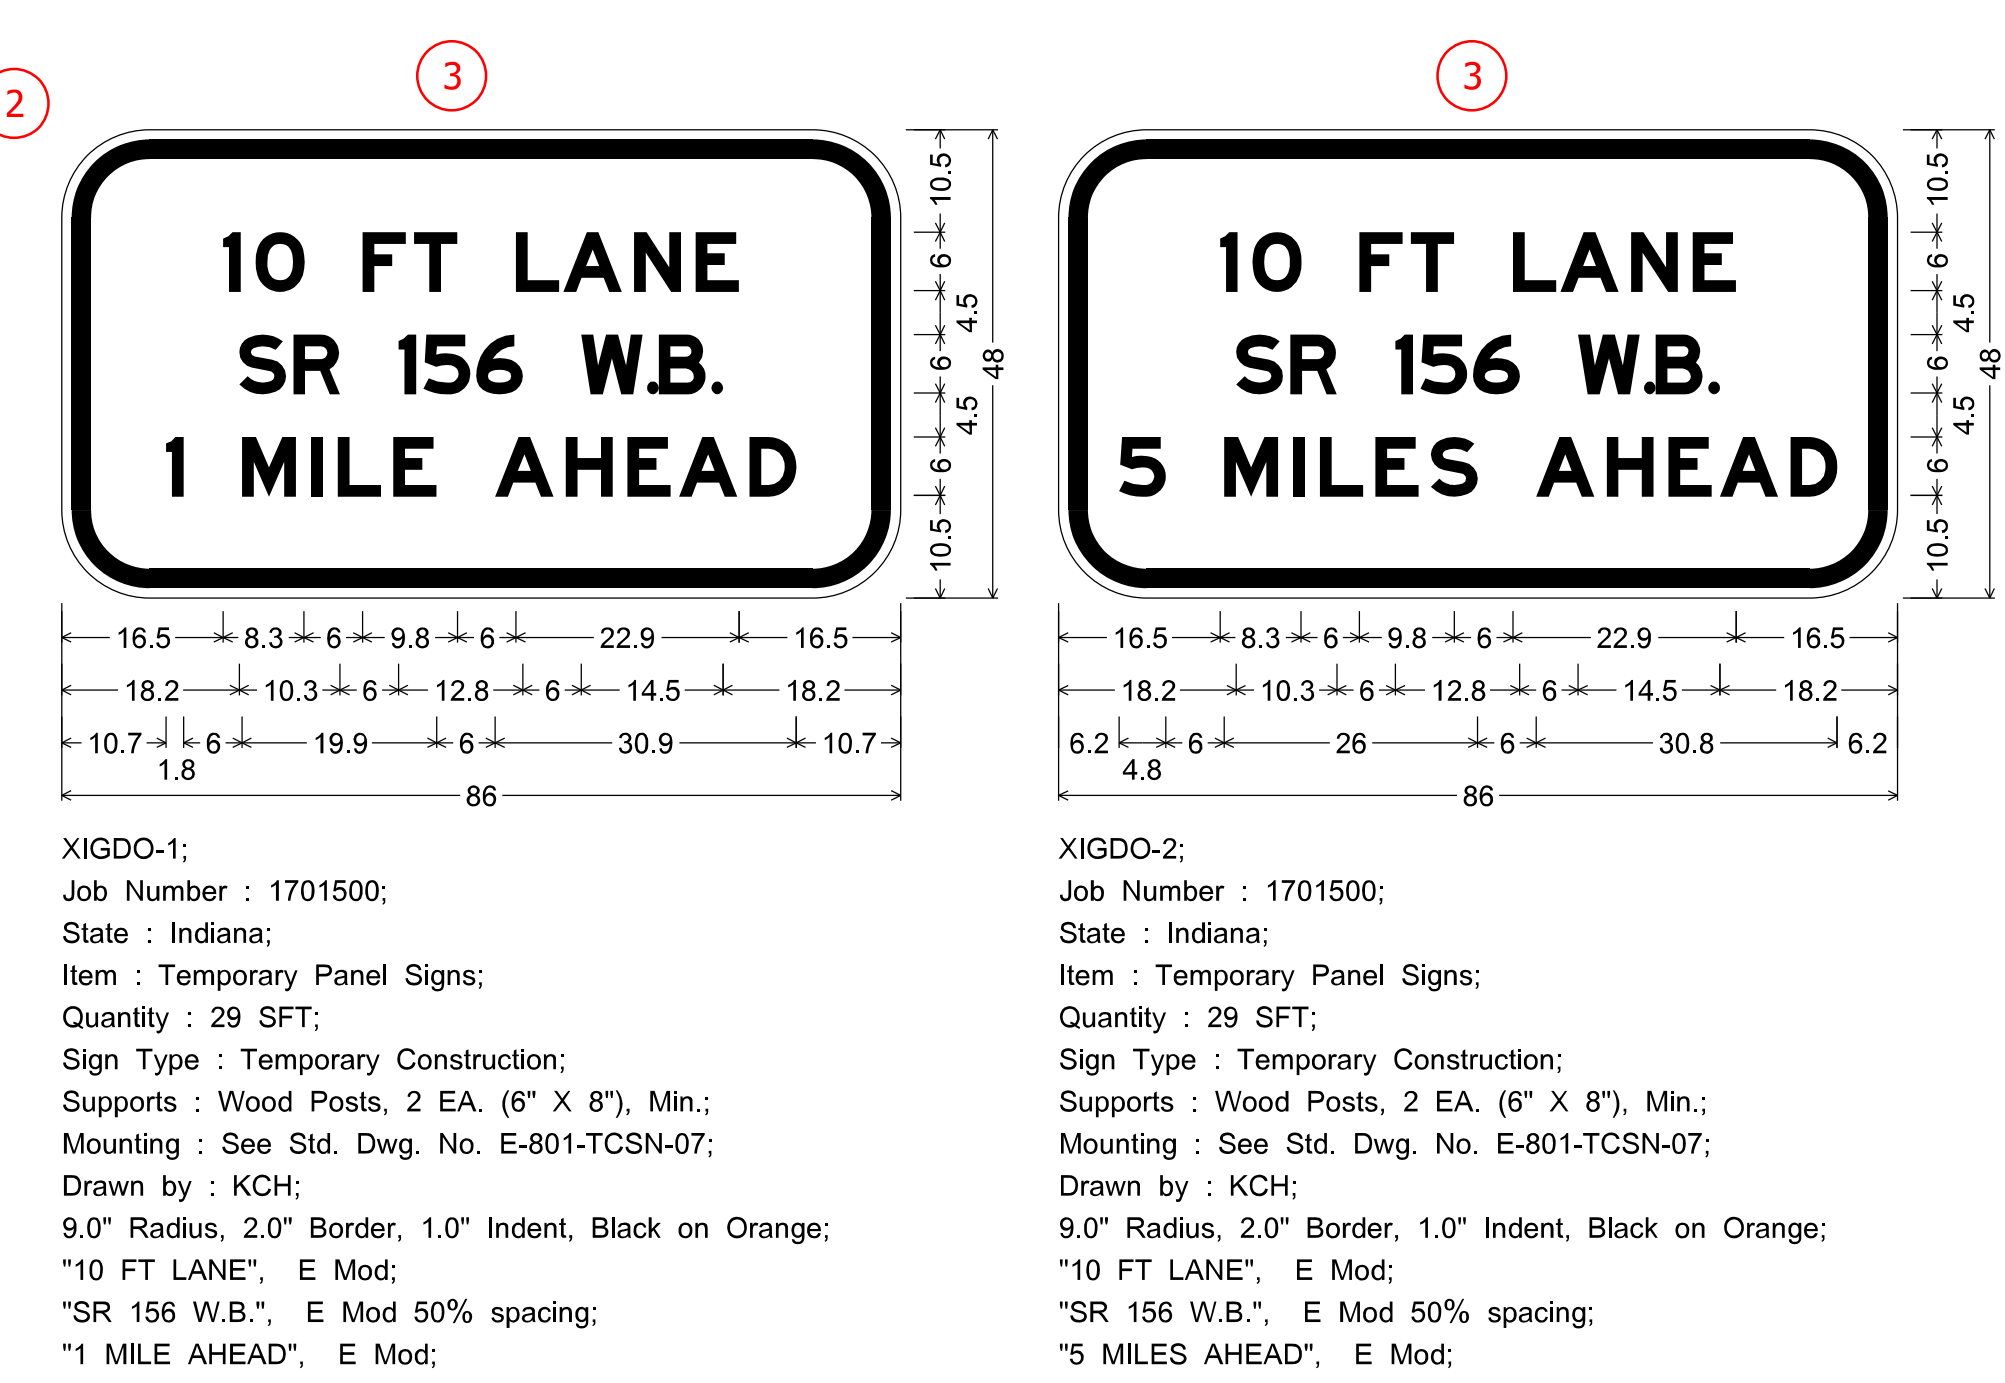 2
3
10 FT LANE
SR 156 W.B.
1 MILE AHEAD
10.5
6
4.5
6
4.5
6
10.5
48
16.5 8.3 6 9.8 6 22.9 16.5
18.2 10.3 6 12.8 6 14.5 18.2
10.7 6 19.9 6 30.9 10.7
1.8
86
XIGDO-1;
Job Number : 1701500;
State : Indiana;
Item : Temporary Panel Signs;
Quantity : 29 SFT;
Sign Type : Temporary Construction;
Supports : Wood Posts, 2 EA. (6" X 8"), Min.;
Mounting : See Std. Dwg. No. E-801-TCSN-07;
Drawn by : KCH;
9.0" Radius, 2.0" Border, 1.0" Indent, Black on Orange;
"10 FT LANE", E Mod;
"SR 156 W.B.", E Mod 50% spacing;
"1 MILE AHEAD", E Mod;
3
10 FT LANE
SR 156 W.B.
5 MILES AHEAD
10.5
6
4.5
6
4.5
6
10.5
48
16.5 8.3 6 9.8 6 22.9 16.5
18.2 10.3 6 12.8 6 14.5 18.2
6.2 6 26 6 30.8 6.2
4.8
86
XIGDO-2;
Job Number : 1701500;
State : Indiana;
Item : Temporary Panel Signs;
Quantity : 29 SFT;
Sign Type : Temporary Construction;
Supports : Wood Posts, 2 EA. (6" X 8"), Min.;
Mounting : See Std. Dwg. No. E-801-TCSN-07;
Drawn by : KCH;
9.0" Radius, 2.0" Border, 1.0" Indent, Black on Orange;
"10 FT LANE", E Mod;
"SR 156 W.B.", E Mod 50% spacing;
"5 MILES AHEAD", E Mod;